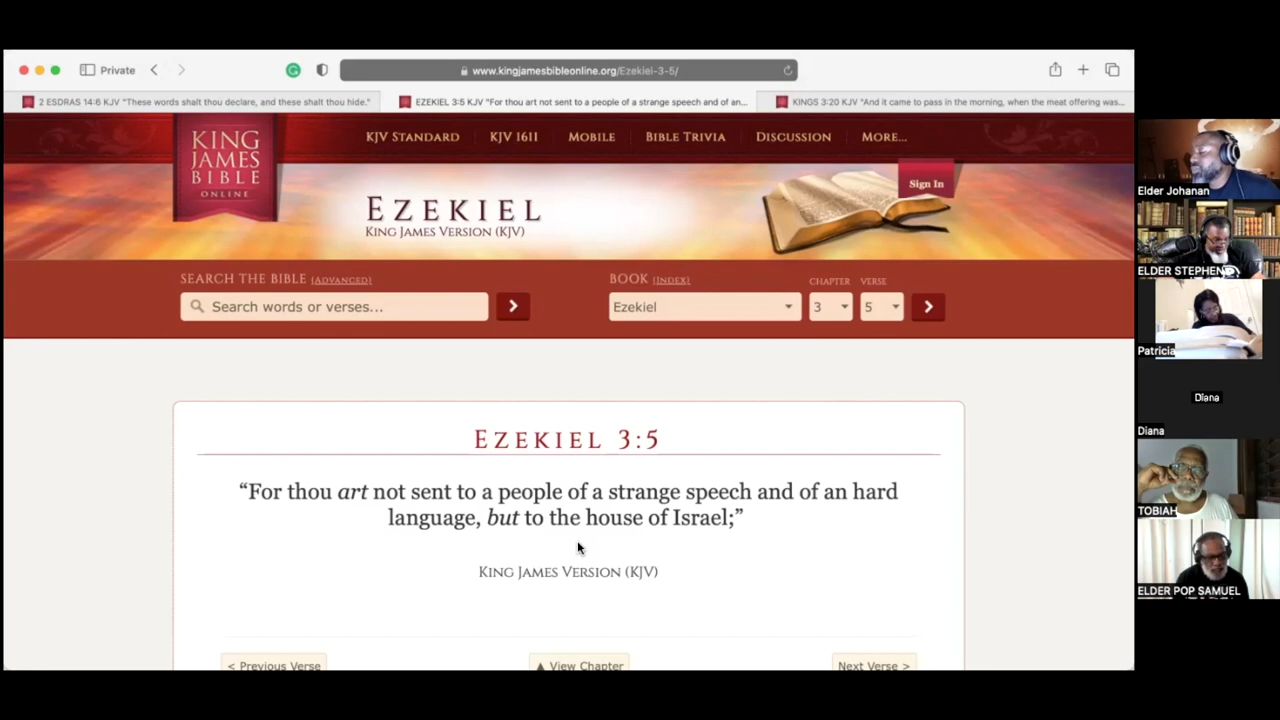 Private
www.kingjamesbibleonline.org/Ezekiel-3-5/
2 ESDRAS 14:6 KJV "These words shalt thou declare, and these shalt thou hide."
EZEKIEL 3:5 KJV "For thou art not sent to a people of a strange speech and of an...
KINGS 3:20 KJV "And it came to pass in the morning, when the meat offering was...
KING JAMES BIBLE ONLINE
KJV STANDARD
KJV 1611
MOBILE
BIBLE TRIVIA
DISCUSSION
MORE...
Sign In
EZEKIEL
KING JAMES VERSION (KJV)
SEARCH THE BIBLE (ADVANCED)
BOOK (INDEX)
CHAPTER
VERSE
Search words or verses...
Ezekiel
3
5
EZEKIEL 3:5
“For thou art not sent to a people of a strange speech and of an hard
language, but to the house of Israel;”
KING JAMES VERSION (KJV)
< Previous Verse
▲ View Chapter
Next Verse >
Elder Johanan
ELDER STEPHEN
Patricia
Diana
Diana
TOBIAH
ELDER POP SAMUEL